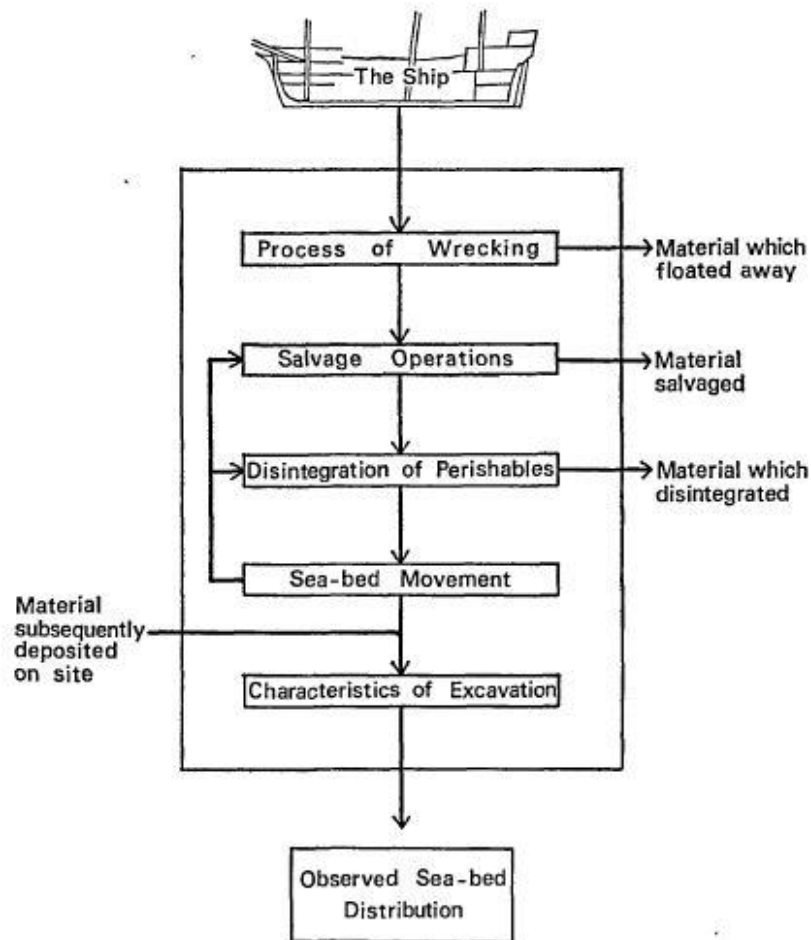 The Ship
Process of Wrecking
Material which
floated away
Salvage Operations
Material
salvaged
Disintegration of Perishables
Material which
disintegrated
Sea-bed Movement
Material
subsequently
deposited
on site
Characteristics of Excavation
Observed Sea-bed
Distribution